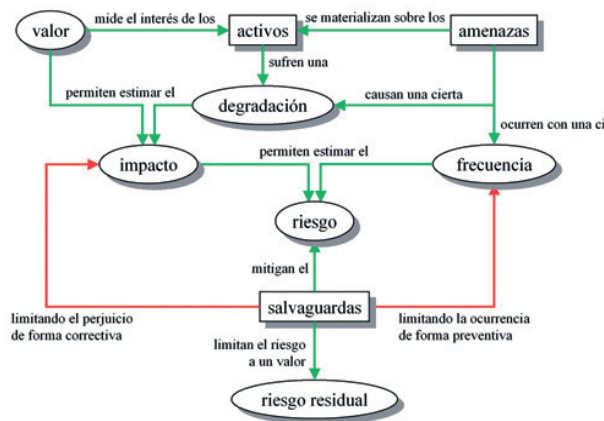 valor
mide el interés de los
activos
se materializan sobre los
amenazas
sufren una
permiten estimar el
degradación
causan una cierta
ocurren con una
impacto
permiten estimar el
frecuencia
riesgo
mitigan el
limitando el perjuicio
de forma correctiva
salvaguardas
limitando la ocurrencia
de forma preventiva
limitan el riesgo
a un valor
riesgo residual